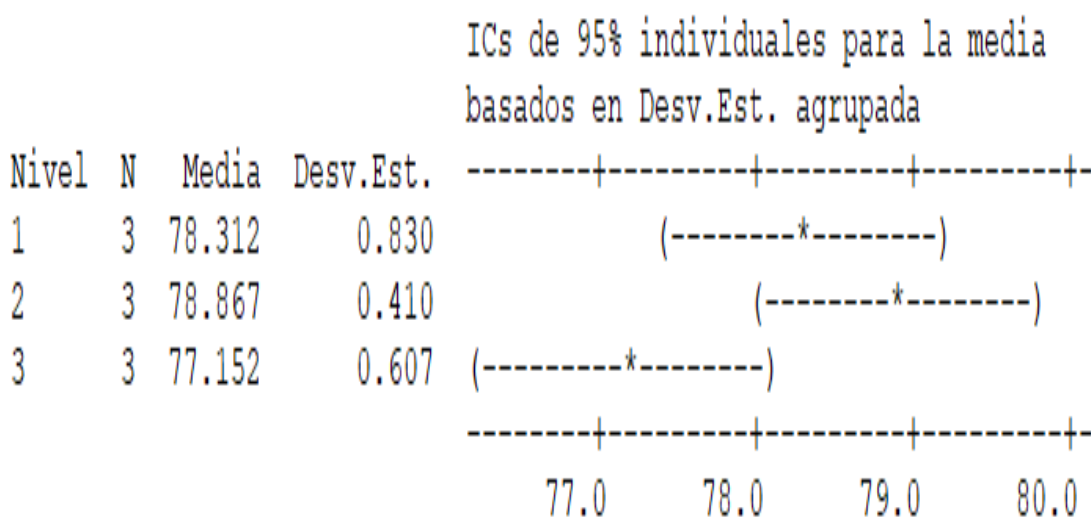 ICs de 95% individuales para la media
basados en Desv.Est. agrupada
Nivel  N   Media  Desv.Est.  --------+---------+---------+---------+-
1      3  78.312      0.830              (--------*--------)
2      3  78.867      0.410                    (--------*--------)
3      3  77.152      0.607  (---------*--------)
--------+---------+---------+---------+-
77.0      78.0      79.0      80.0